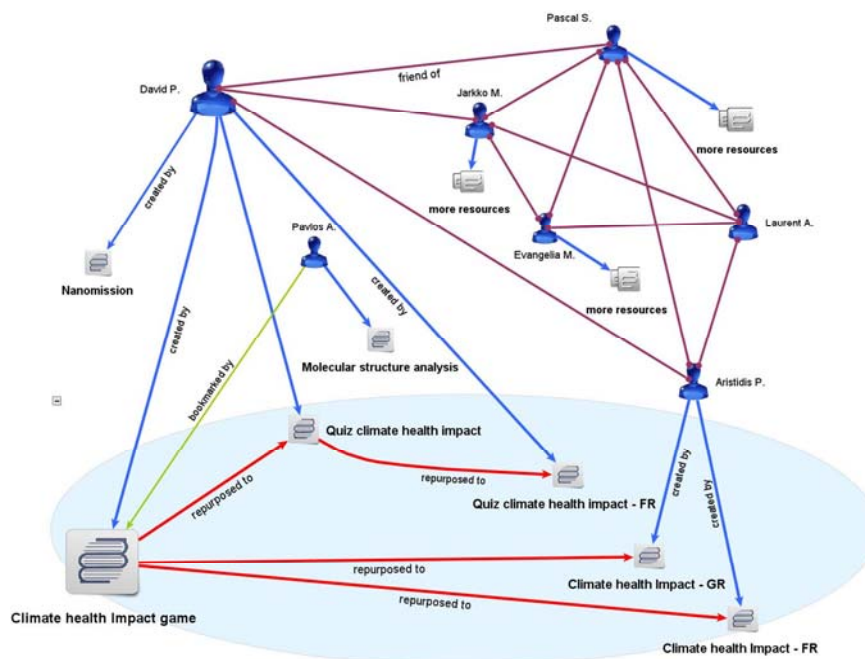 Pascal S.
friend of
David P.
Jarkko M.
more resources
created by
more resources
Laurent A.
Pavlos A.
Evangelia M.
Nanomission
more resources
created by
created by
Molecular structure analysis
bookmarked by
Aristidis P.
Quiz climate health impact
repurposed to
created by
created by
repurposed to
Quiz climate health impact - FR
repurposed to
Climate health Impact - GR
repurposed to
Climate health Impact game
Climate health Impact - FR